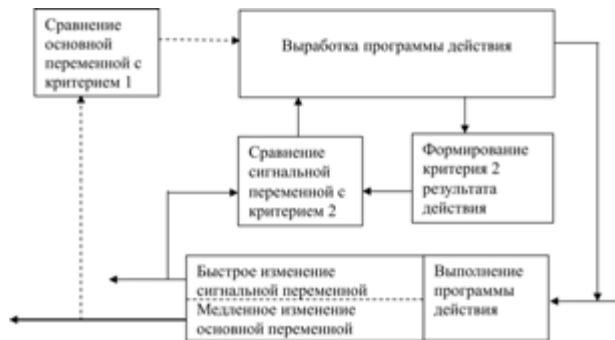 Сравнение
основной
переменной с
критерием 1
Выработка программы действия
Сравнение
сигнальной
переменной с
критерием 2
Формирование
критерия 2
результата
действия
Быстрое изменение
сигнальной переменной
Медленное изменение
основной переменной
Выполнение
программы
действия